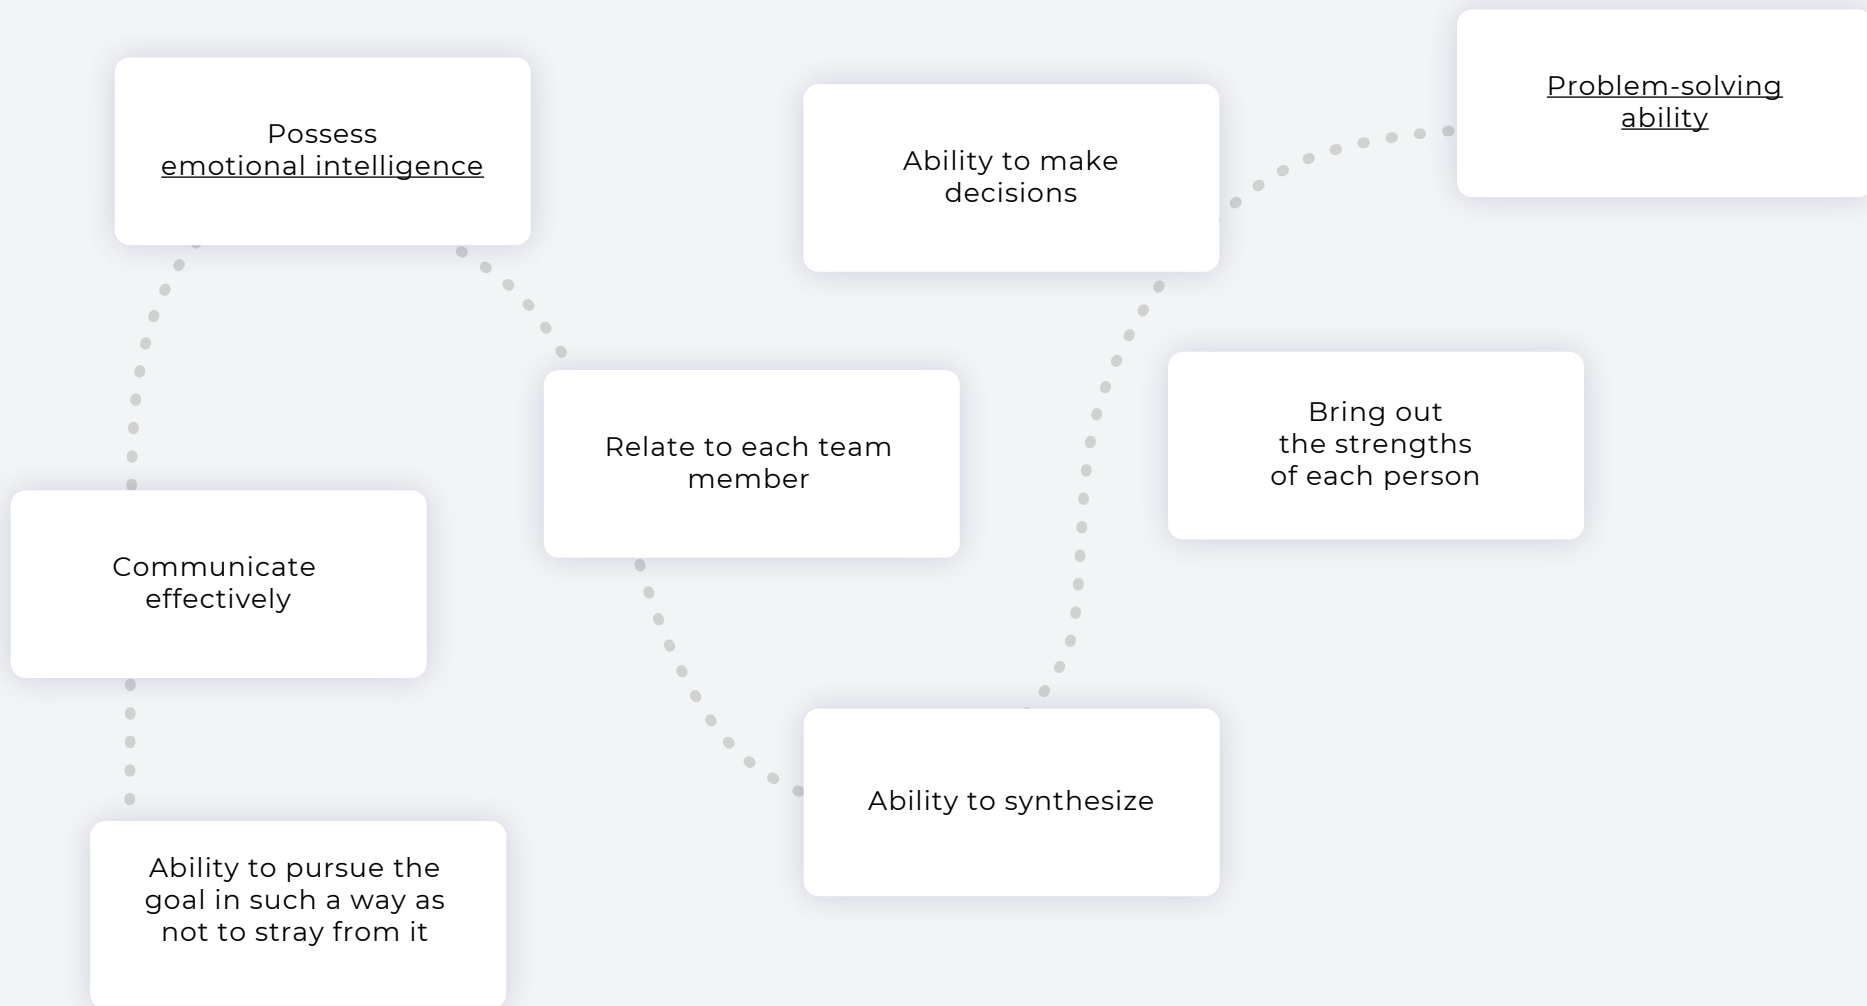 Possess
emotional intelligence
Ability to make
decisions
Problem-solving
ability
Relate to each team
member
Bring out
the strengths
of each person
Communicate
effectively
Ability to synthesize
Ability to pursue the
goal in such a way as
not to stray from it